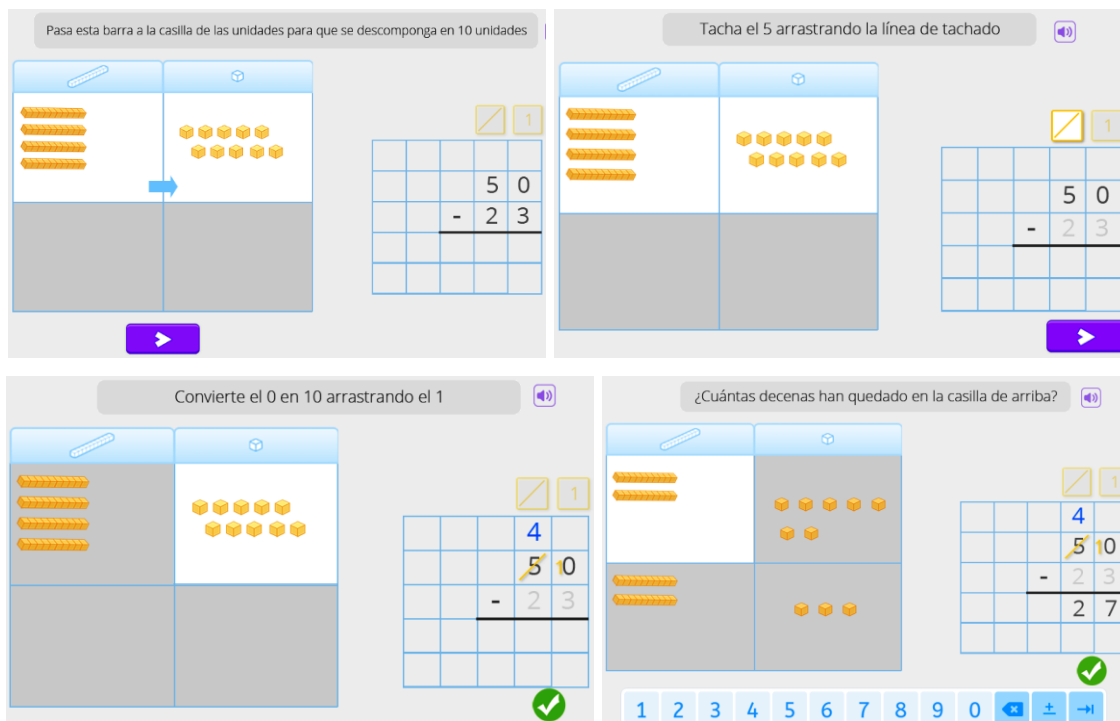 Pasa esta barra a la casilla de las unidades para que se descomponga en 10 unidades
1
5 0
- 2 3
Tacha el 5 arrastrando la línea de tachado
1
5 0
- 2 3
Convierte el 0 en 10 arrastrando el 1
1
4
5 10
- 2 3
¿Cuántas decenas han quedado en la casilla de arriba?
1
4
5 10
- 2 3
2 7
1 2 3 4 5 6 7 8 9 0 ±